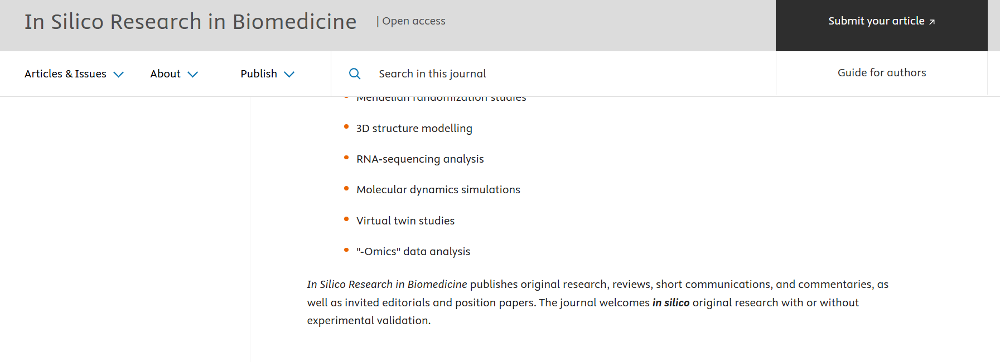 In Silico Research in Biomedicine | Open access
Submit your article ↗
Articles & Issues
About
Publish
Search in this journal
Guide for authors
Mendelian randomization studies
3D structure modelling
RNA-sequencing analysis
Molecular dynamics simulations
Virtual twin studies
"-Omics" data analysis
In Silico Research in Biomedicine publishes original research, reviews, short communications, and commentaries, as
well as invited editorials and position papers. The journal welcomes in silico original research with or without
experimental validation.